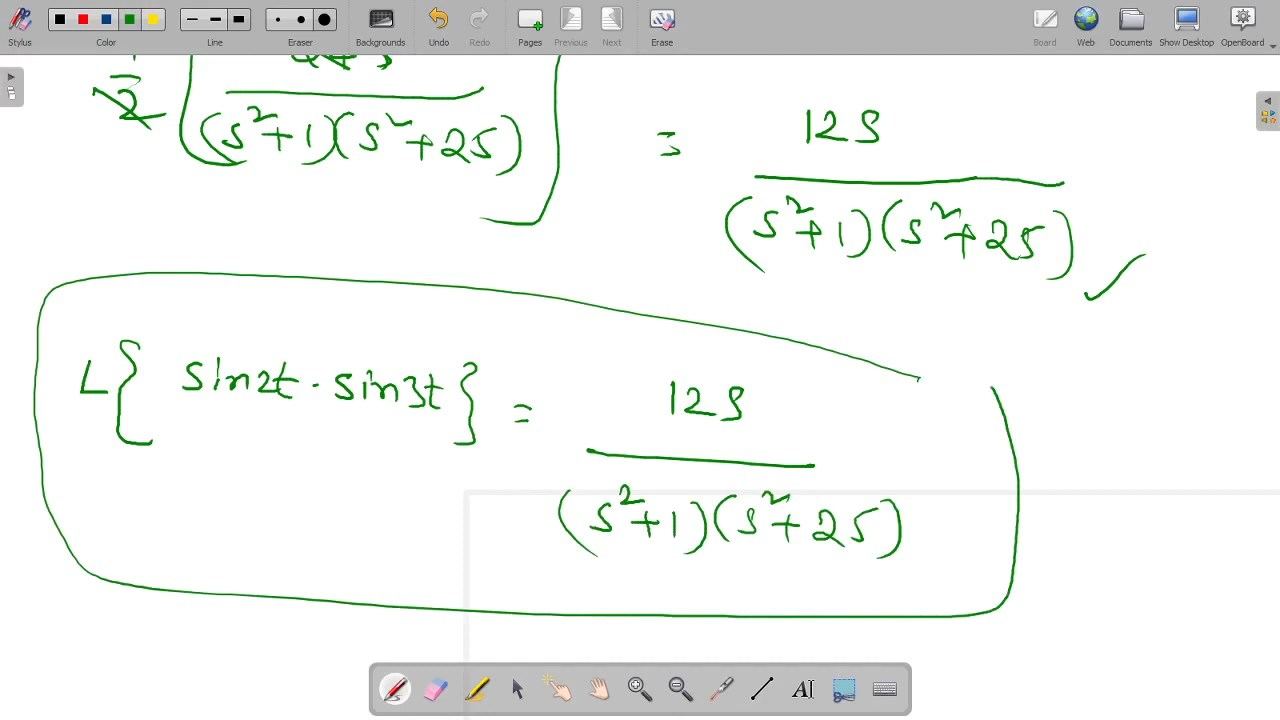 Stylus Color Line Eraser Backgrounds Undo Redo Pages Previous Next Erase Board Web Documents Show Desktop OpenBoard
2
(s²+1)(s²+25)
= 12s
(s²+1)(s²+25) ✓
L{ sin2t · sin3t } = 12s
(s²+1)(s²+25)